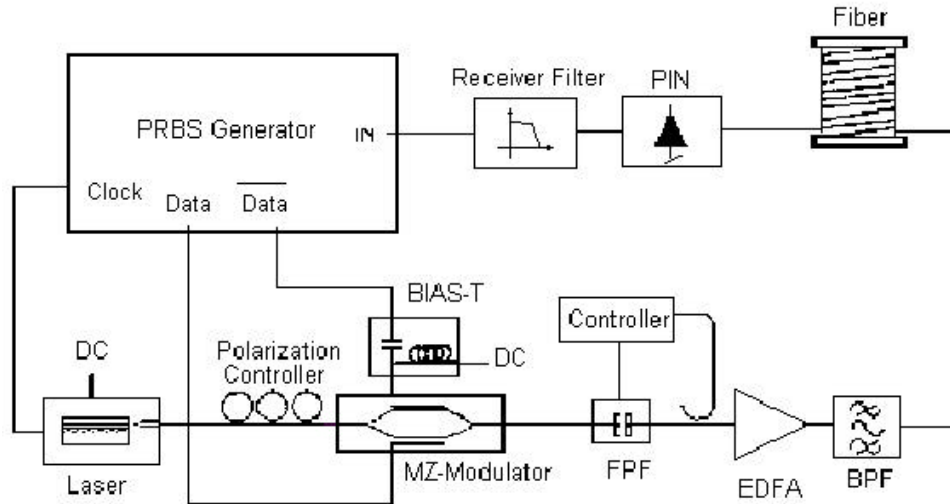 Fiber
Receiver Filter
PIN
PRBS Generator
IN
Clock
Data
Data
BIAS-T
Controller
DC
Polarization
Controller
DC
Laser
MZ-Modulator
FPF
EDFA
BPF